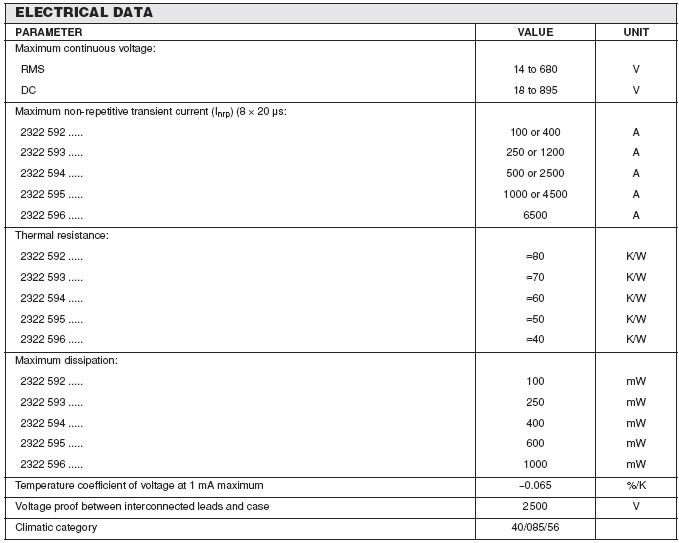 ELECTRICAL DATA
PARAMETER VALUE UNIT
Maximum continuous voltage:
RMS 14 to 680 V
DC 18 to 895 V
Maximum non-repetitive transient current (Inrp) (8 × 20 µs:
2322 592 ..... 100 or 400 A
2322 593 ..... 250 or 1200 A
2322 594 ..... 500 or 2500 A
2322 595 ..... 1000 or 4500 A
2322 596 ..... 6500 A
Thermal resistance:
2322 592 ..... =80 K/W
2322 593 ..... =70 K/W
2322 594 ..... =60 K/W
2322 595 ..... =50 K/W
2322 596 ..... =40 K/W
Maximum dissipation:
2322 592 ..... 100 mW
2322 593 ..... 250 mW
2322 594 ..... 400 mW
2322 595 ..... 600 mW
2322 596 ..... 1000 mW
Temperature coefficient of voltage at 1 mA maximum −0.065 %/K
Voltage proof between interconnected leads and case 2500 V
Climatic category 40/085/56